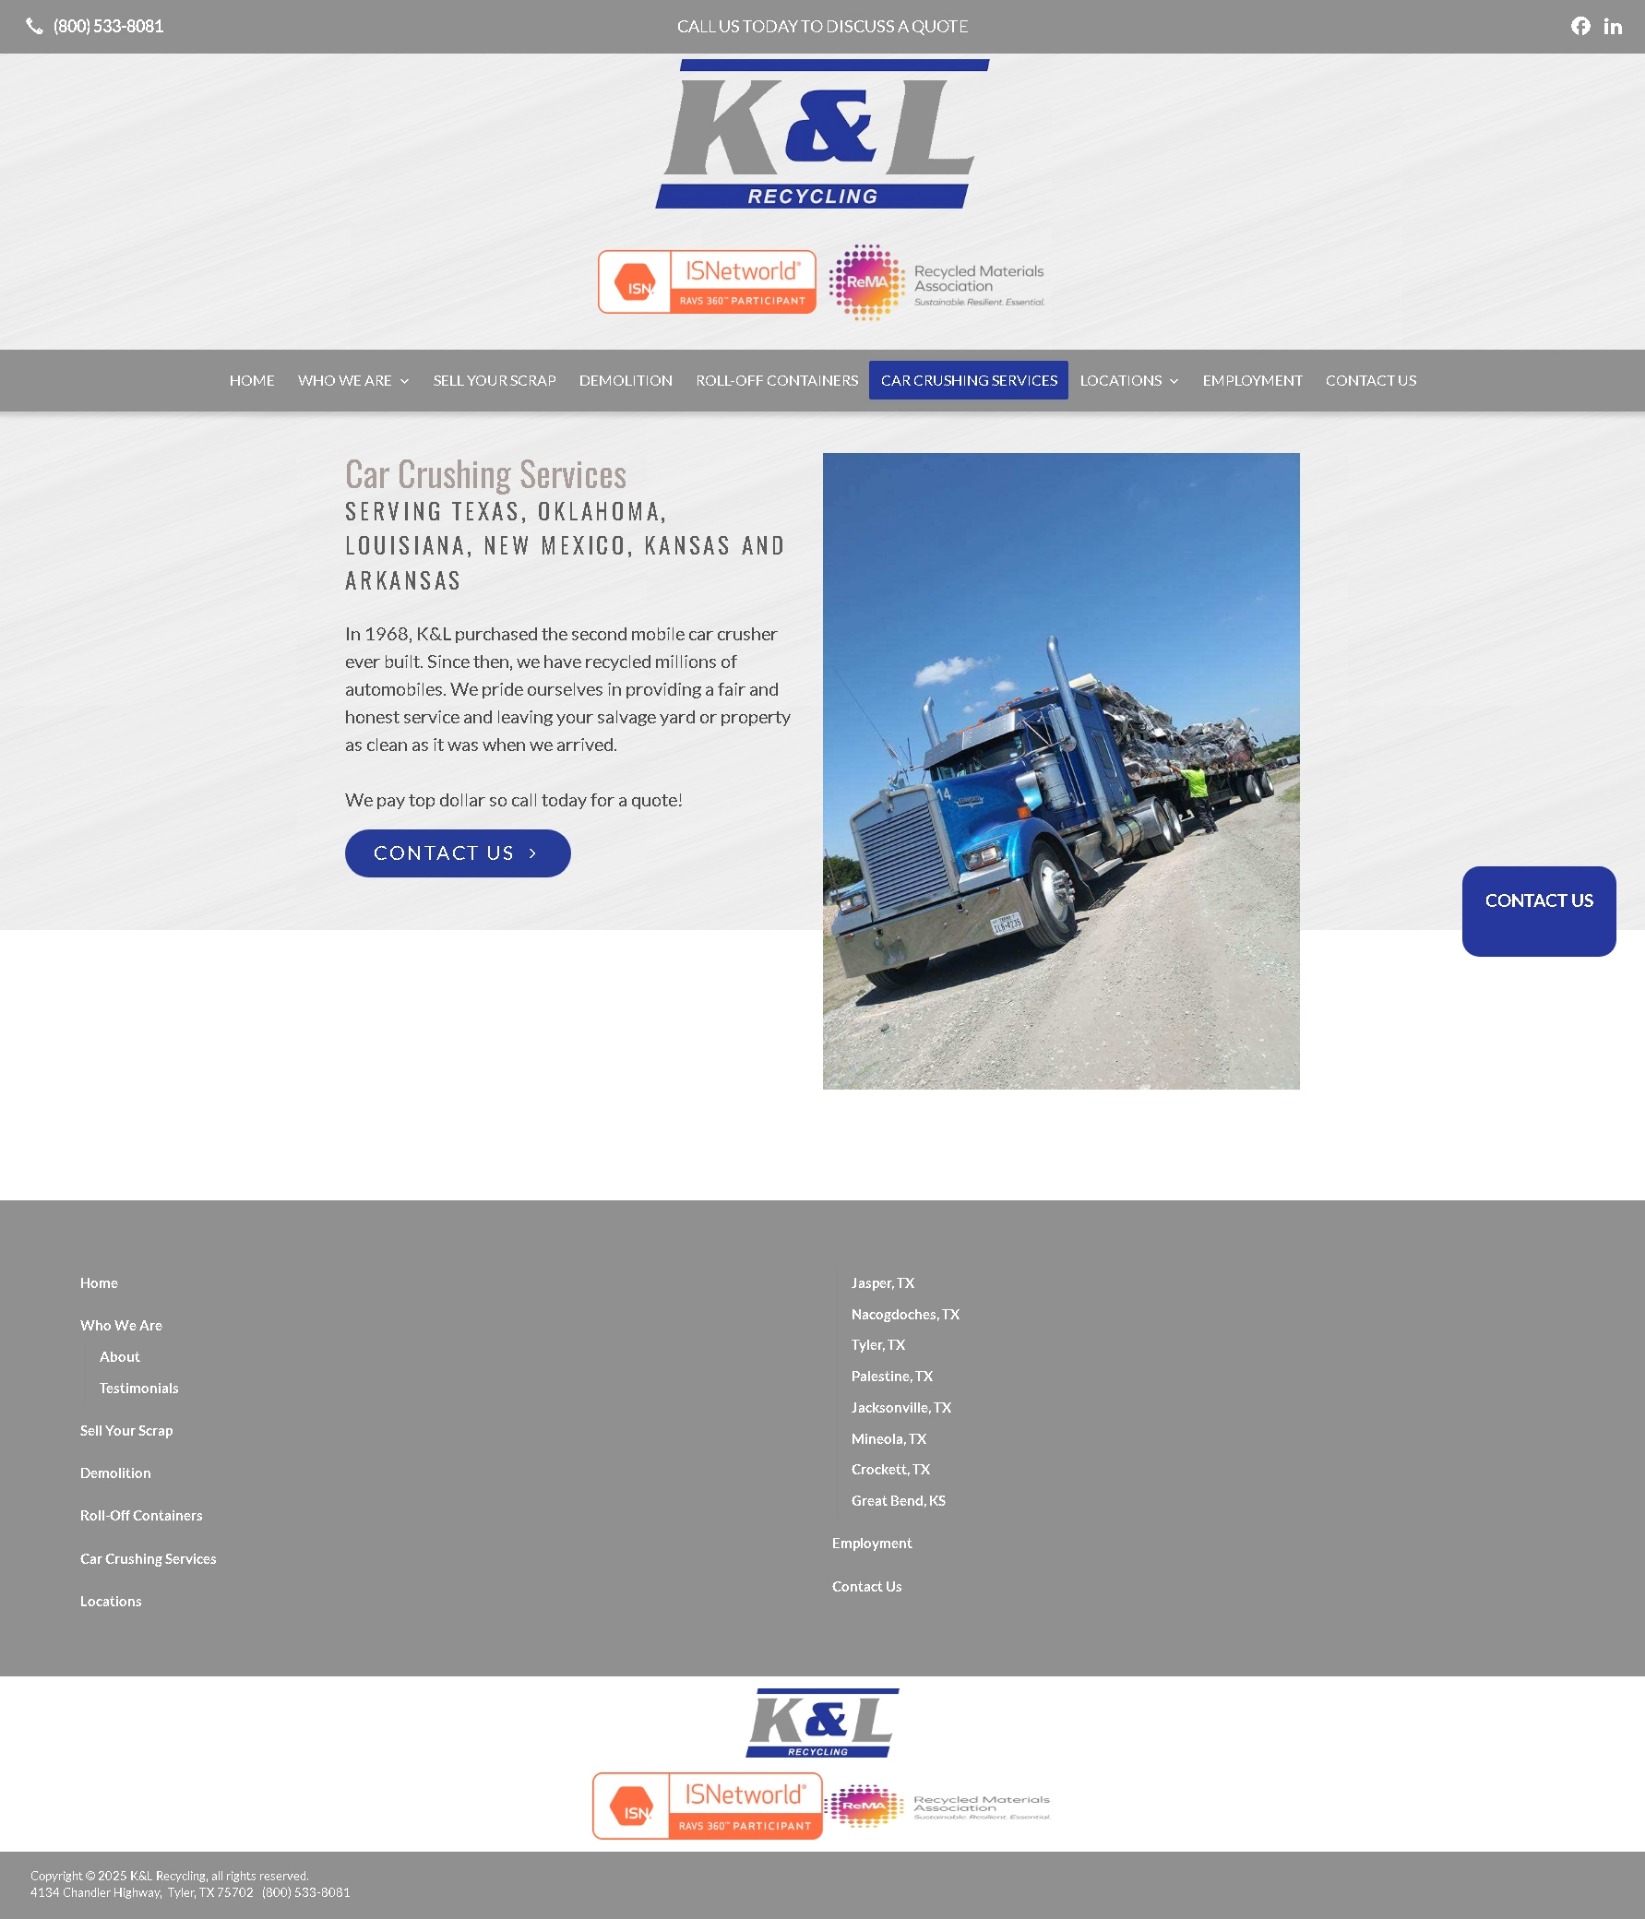 (800) 533-8081
CALL US TODAY TO DISCUSS A QUOTE
K&L
RECYCLING
ISN
ISNetworld®
RAVS 360™ PARTICIPANT
ReMA
Recycled Materials
Association
Sustainable. Resilient. Essential.
HOME WHO WE ARE SELL YOUR SCRAP DEMOLITION ROLL-OFF CONTAINERS CAR CRUSHING SERVICES LOCATIONS EMPLOYMENT CONTACT US
Car Crushing Services
SERVING TEXAS, OKLAHOMA,
LOUISIANA, NEW MEXICO, KANSAS AND
ARKANSAS
In 1968, K&L purchased the second mobile car crusher
ever built. Since then, we have recycled millions of
automobiles. We pride ourselves in providing a fair and
honest service and leaving your salvage yard or property
as clean as it was when we arrived.
We pay top dollar so call today for a quote!
CONTACT US
14
CONTACT US
Home
Who We Are
About
Testimonials
Sell Your Scrap
Demolition
Roll-Off Containers
Car Crushing Services
Locations
Jasper, TX
Nacogdoches, TX
Tyler, TX
Palestine, TX
Jacksonville, TX
Mineola, TX
Crockett, TX
Great Bend, KS
Employment
Contact Us
K&L
RECYCLING
ISN
ISNetworld®
RAVS 360™ PARTICIPANT
ReMA
Recycled Materials
Association
Sustainable. Resilient. Essential.
Copyright © 2025 K&L Recycling, all rights reserved.
4134 Chandler Highway, Tyler, TX 75702 (800) 533-8081